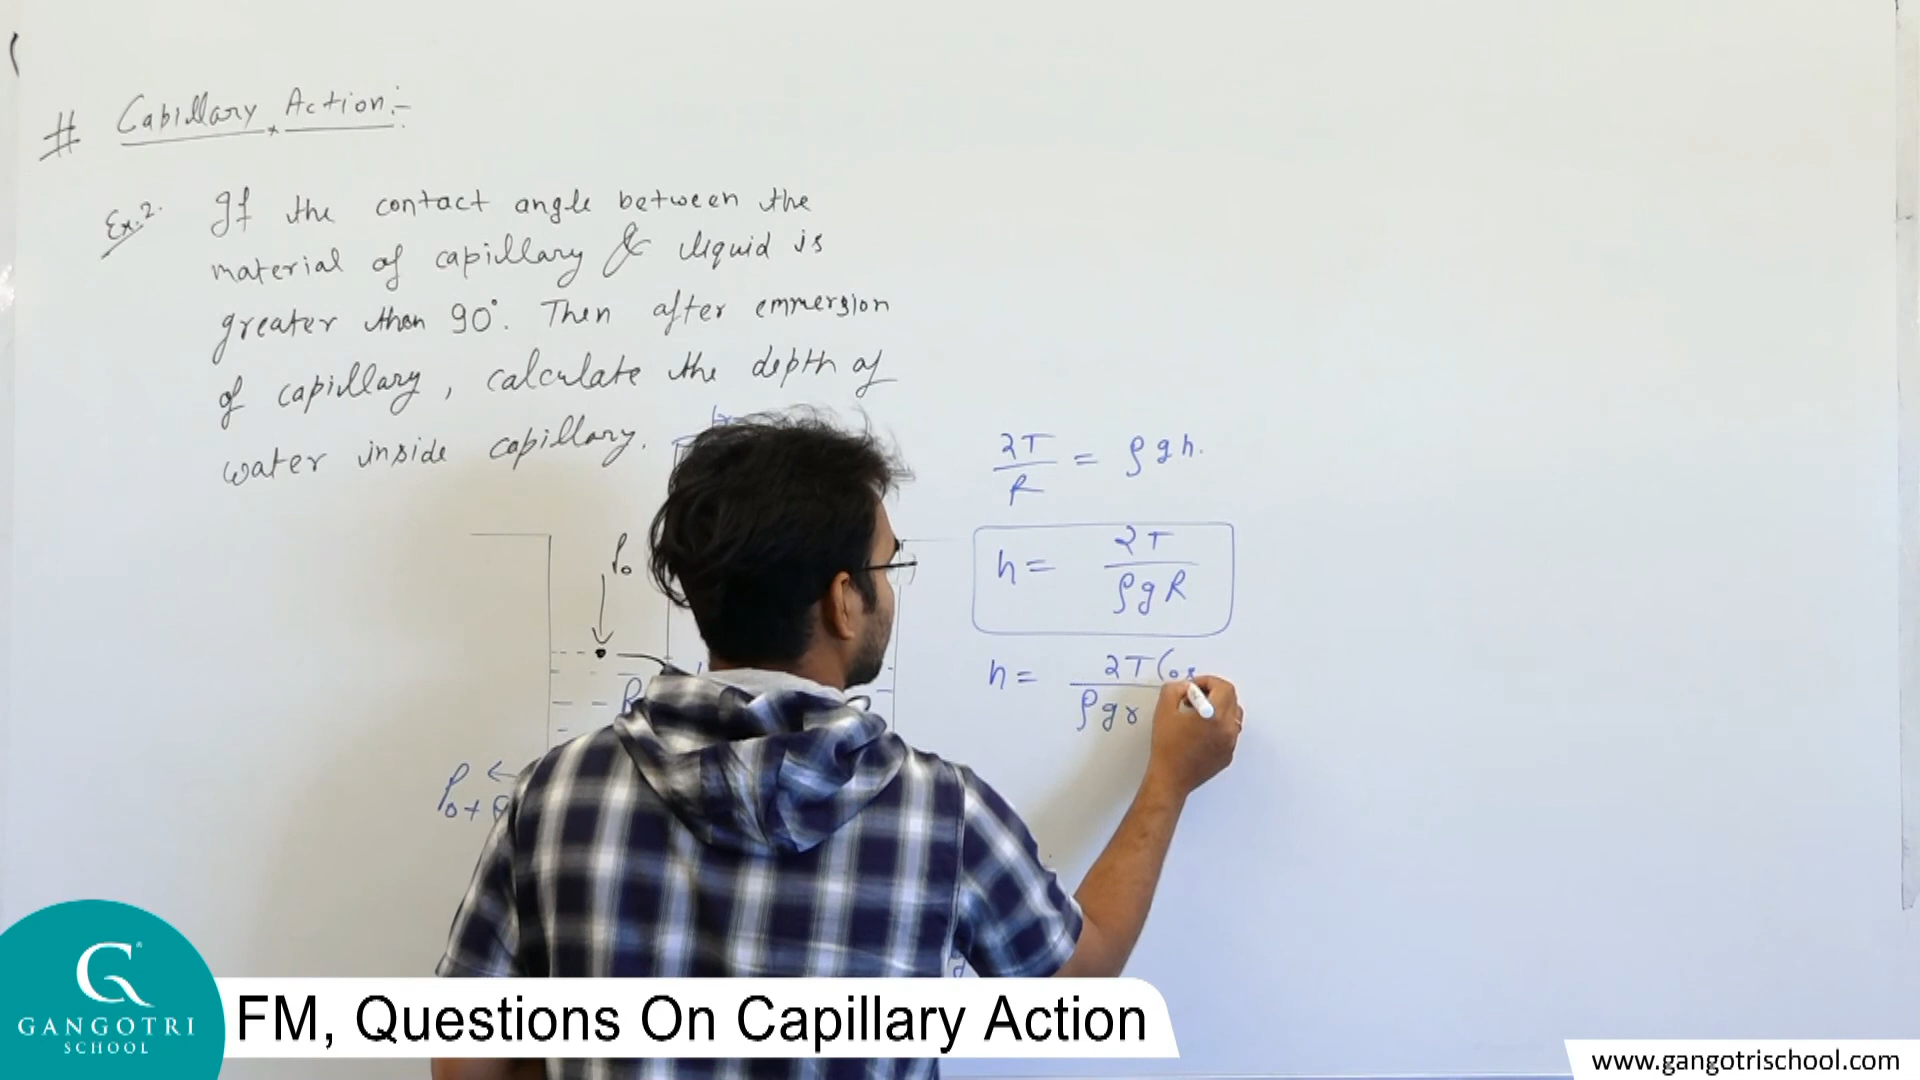 # Capillary Action:-
Ex.2. If the contact angle between the
material of capillary & liquid is
greater than 90°. Then after emmersion
of capillary, calculate the depth of
water inside capillary.
2T/R = ρgh.
h = 2T/ρgR
h = 2T Cos/ρgr
P₀
P₀+
GANGOTRI
SCHOOL
FM, Questions On Capillary Action
www.gangotrischool.com